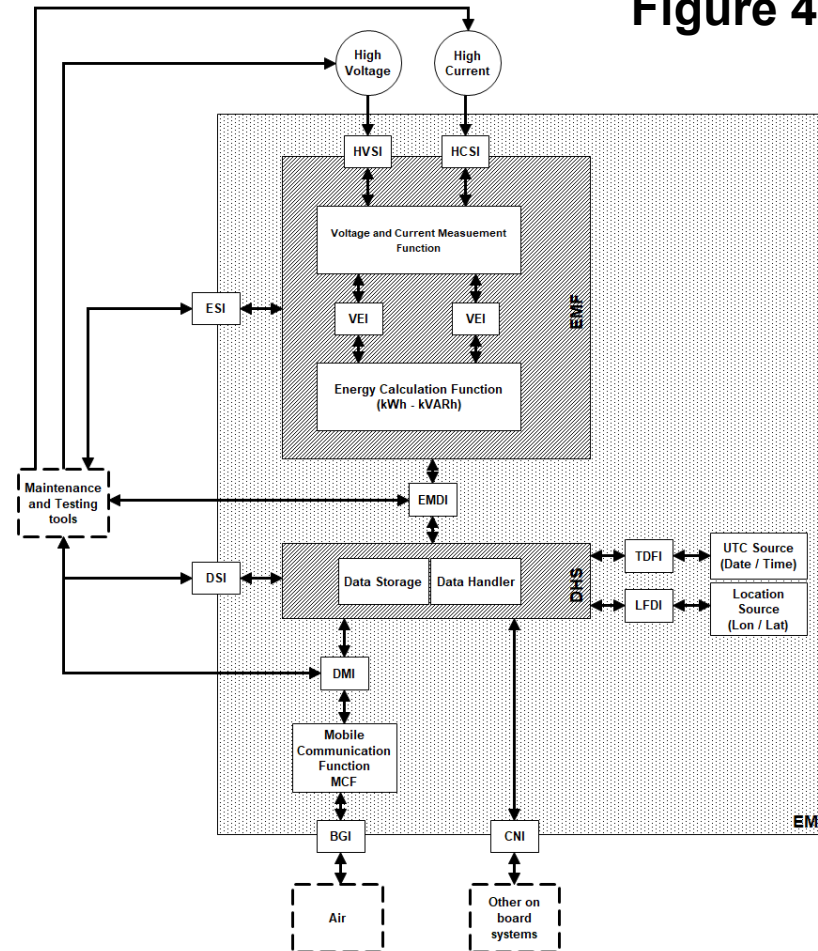 Figure 4
High
Voltage
High
Current
HVSI
HCSI
Voltage and Current Measuement
Function
ESI
VEI
VEI
EMF
Energy Calculation Function
(kWh - kVARh)
Maintenance
and Testing
tools
EMDI
DSI
Data Storage
Data Handler
DHS
TDFI
UTC Source
(Date / Time)
LFDI
Location
Source
(Lon / Lat)
DMI
Mobile
Communication
Function
MCF
EM
BGI
CNI
Air
Other on
board
systems